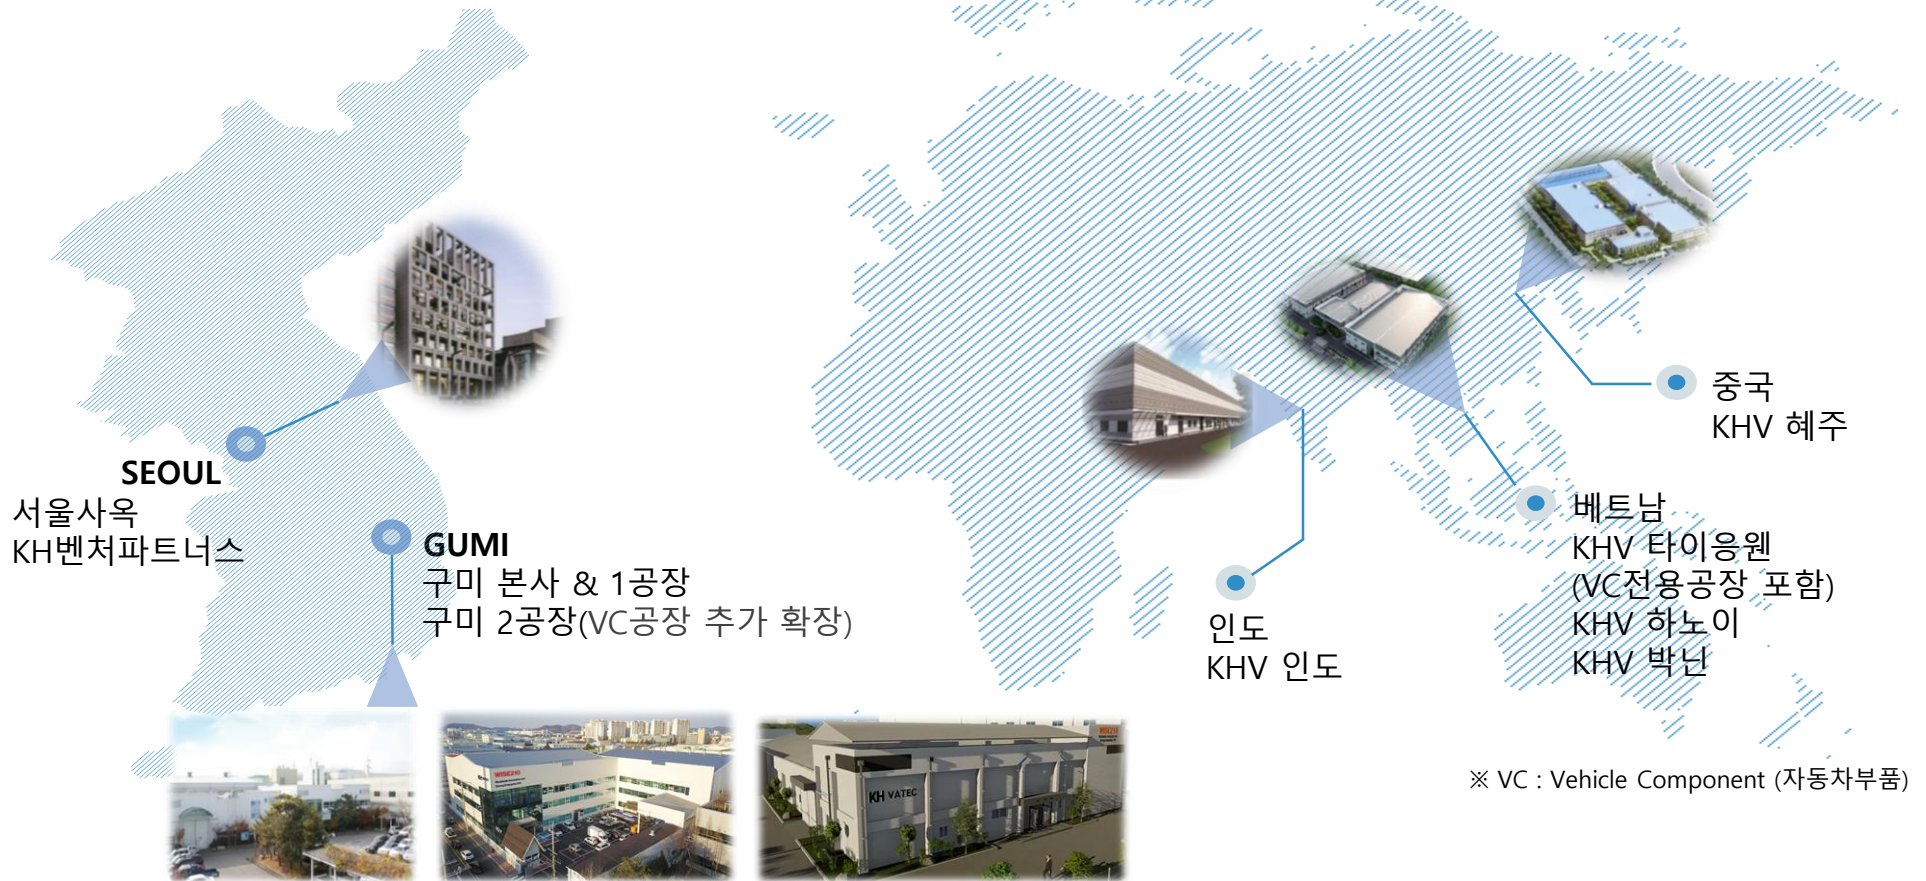 SEOUL
서울사옥
KH벤처파트너스
GUMI
구미 본사 & 1공장
구미 2공장(VC공장 추가 확장)
중국
KHV 혜주
베트남
KHV 타이응웬
(VC전용공장 포함)
KHV 하노이
KHV 박닌
인도
KHV 인도
WISE210
KH VATEC
※ VC : Vehicle Component (자동차부품)